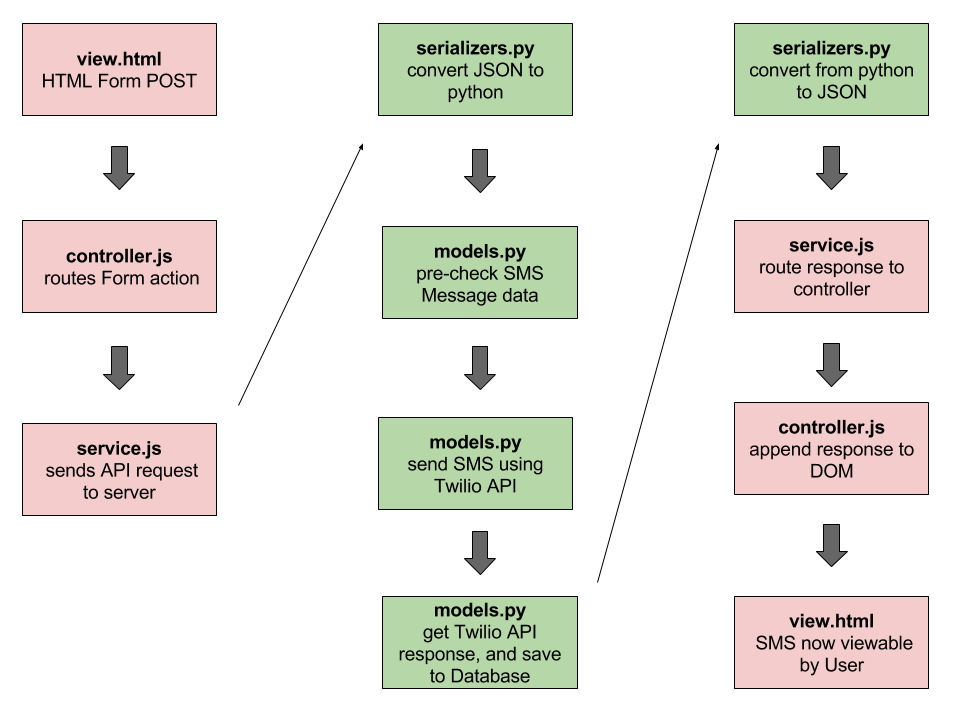 view.html
HTML Form POST
controller.js
routes Form action
service.js
sends API request
to server
serializers.py
convert JSON to
python
models.py
pre-check SMS
Message data
models.py
send SMS using
Twilio API
models.py
get Twilio API
response, and save
to Database
serializers.py
convert from python
to JSON
service.js
route response to
controller
controller.js
append response to
DOM
view.html
SMS now viewable
by User